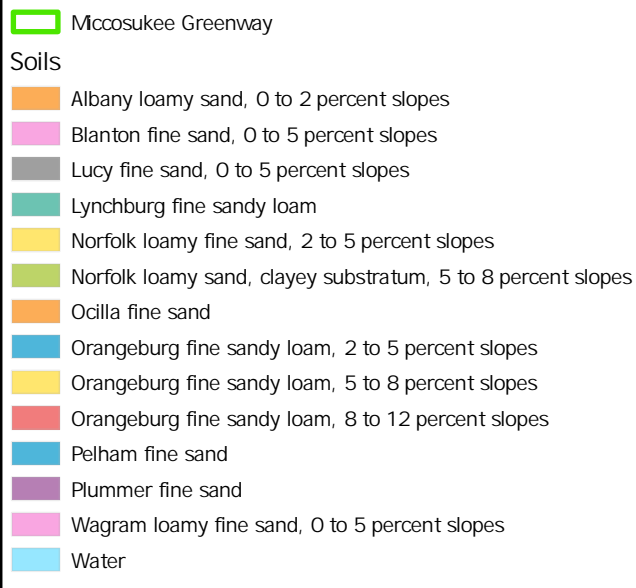 Miccosukee Greenway
Soils
Albany loamy sand, 0 to 2 percent slopes
Blanton fine sand, 0 to 5 percent slopes
Lucy fine sand, 0 to 5 percent slopes
Lynchburg fine sandy loam
Norfolk loamy fine sand, 2 to 5 percent slopes
Norfolk loamy sand, clayey substratum, 5 to 8 percent slopes
Ocilla fine sand
Orangeburg fine sandy loam, 2 to 5 percent slopes
Orangeburg fine sandy loam, 5 to 8 percent slopes
Orangeburg fine sandy loam, 8 to 12 percent slopes
Pelham fine sand
Plummer fine sand
Wagram loamy fine sand, 0 to 5 percent slopes
Water